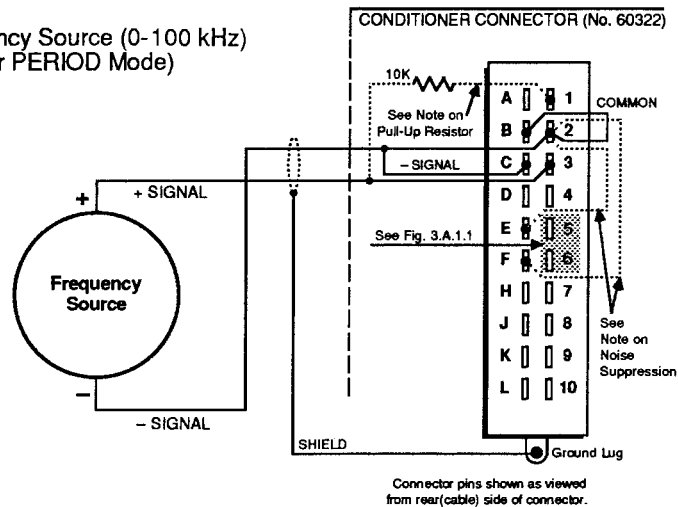 CONDITIONER CONNECTOR (No. 60322)
ncy Source (0-100 kHz)
r PERIOD Mode)
10K
See Note on
Pull-Up Resistor
COMMON
A 1
B 2
C 3
D 4
E 5
F 6
H 7
J 8
K 9
L 10
– SIGNAL
+
+ SIGNAL
See Fig. 3.A.1.1
Frequency
Source
–
– SIGNAL
See
Note on
Noise
Suppression
SHIELD
Ground Lug
Connector pins shown as viewed
from rear(cable) side of connector.